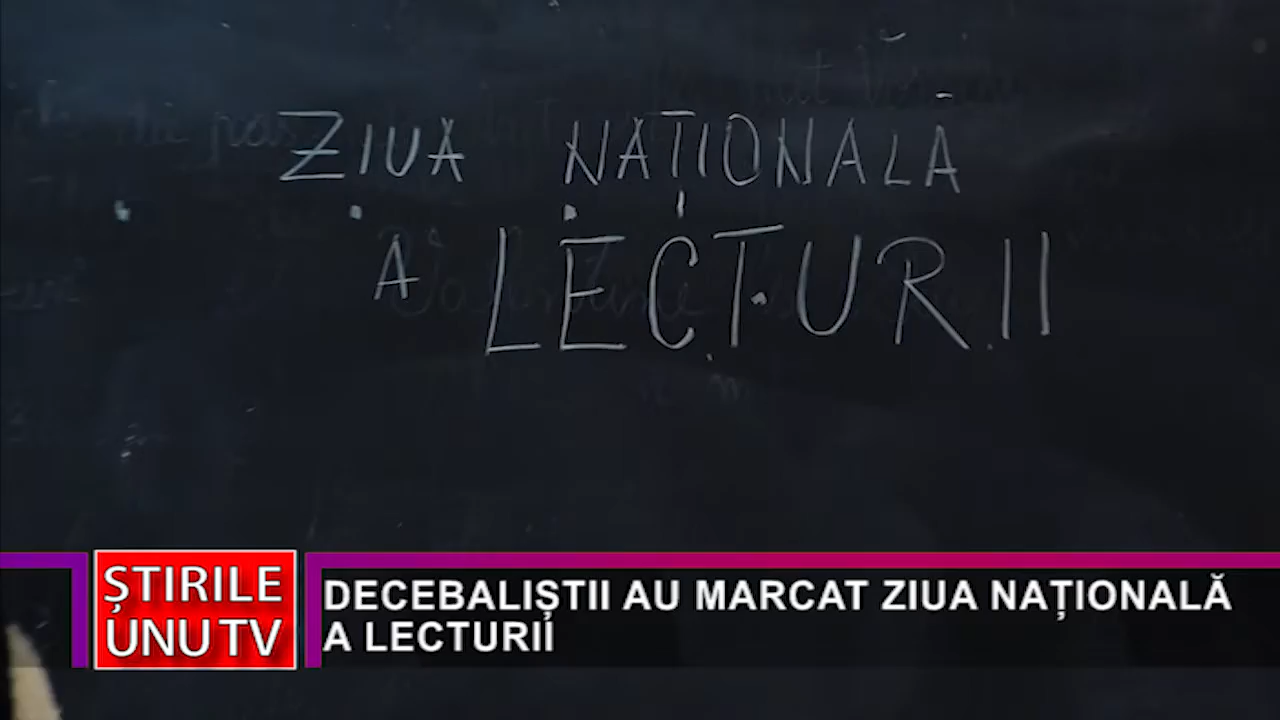 ZIUA NAȚIONALĂ
A LECTURII
ȘTIRILE
UNU TV
DECEBALIȘTII AU MARCAT ZIUA NAȚIONALĂ
A LECTURII